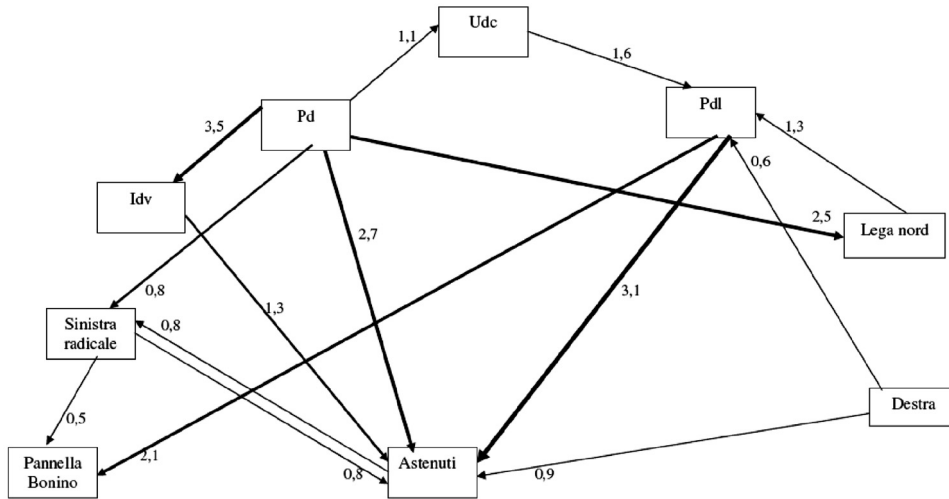 Udc
1,1
1,6
Pd
Pdl
3,5
1,3
0,6
Idv
2,7
2,5
Lega nord
0,8
1,3
3,1
Sinistra
radicale
0,8
0,5
Destra
Pannella
Bonino
2,1
0,8
Astenuti
0,9